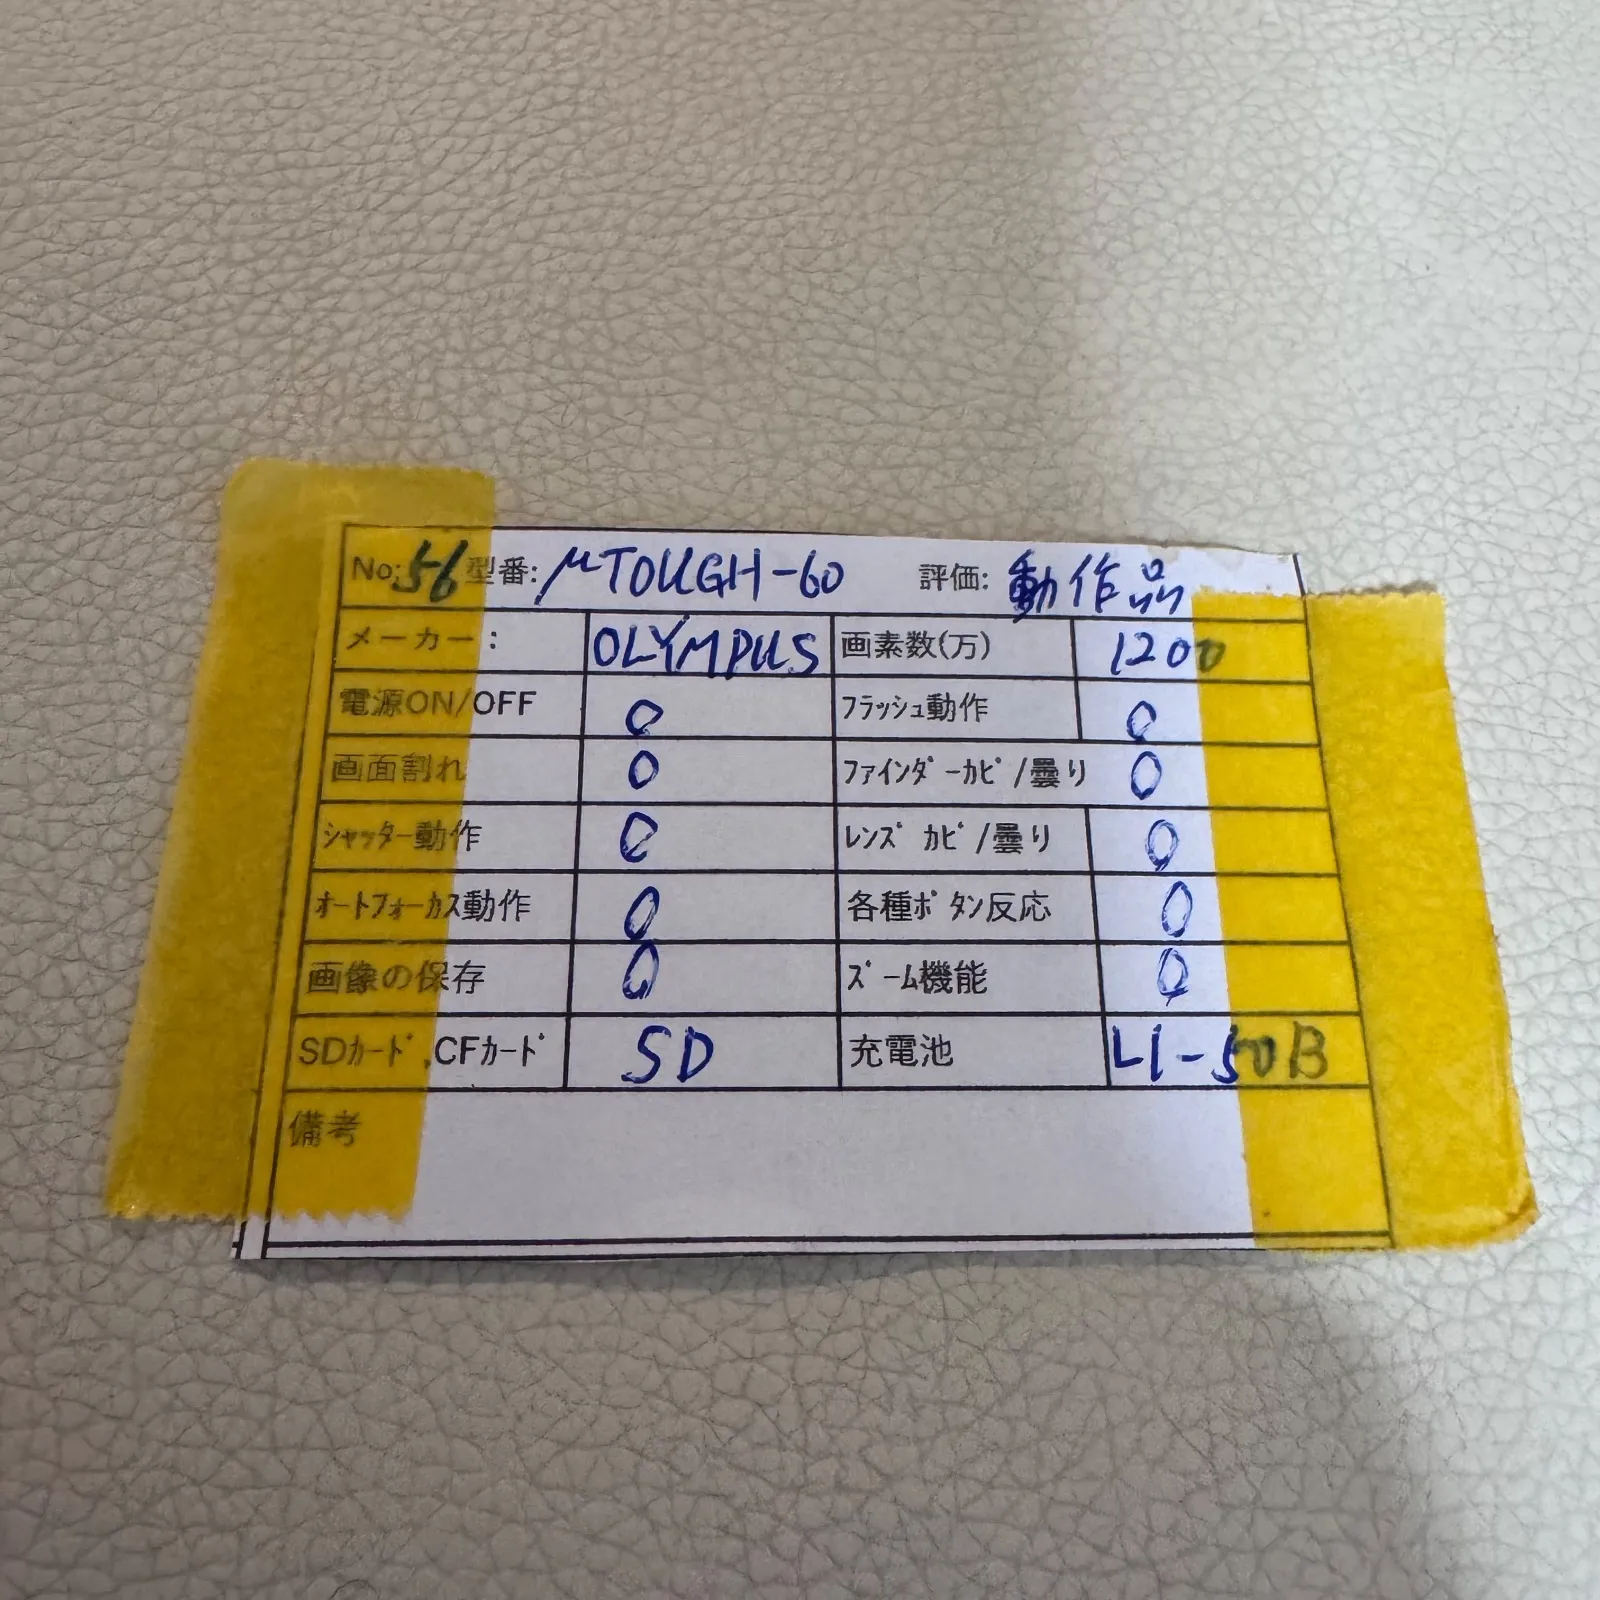 No: 56 型番: μTOUGH-60 評価: 動作品
メーカー: OLYMPUS 画素数(万) 1200
電源ON/OFF O フラッシュ動作 O
画面割れ O ファインダーカビ/曇り O
シャッター動作 O レンズカビ/曇り O
オートフォーカス動作 O 各種ボタン反応 O
画像の保存 O ズーム機能 O
SDカード,CFカード SD 充電池 LI-50B
備考